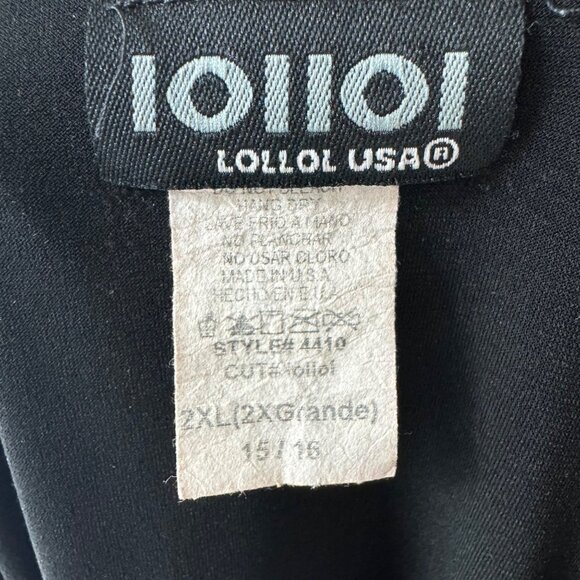 lollol
LOLLOL USA®
HANG DRY
LAVE FRIO A MANO
NO PLANCHAR
NO USAR CLORO
MADE IN U.S.A
HECHO EN E.U.A.
STYLE# 4410
CUT# lollol
2XL(2XGrande)
15/16